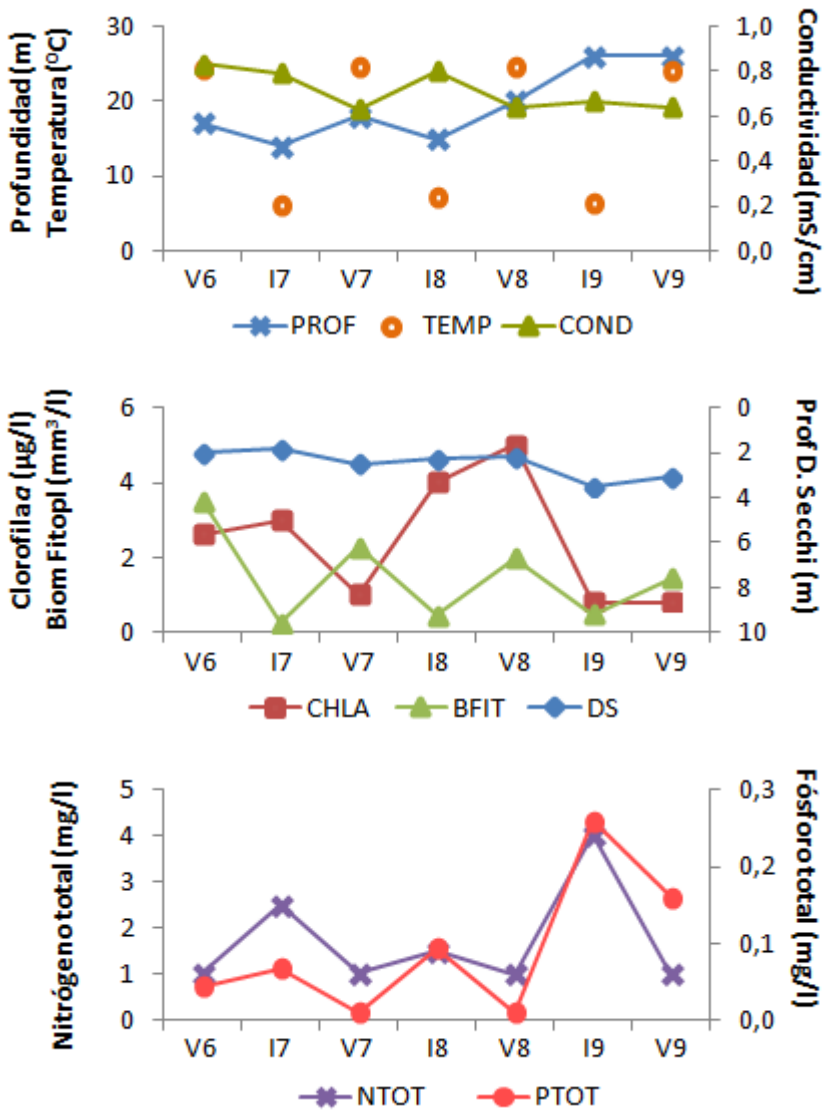 Profundidad (m)
Temperatura (ºC)
30
20
10
0
1,0
0,8
0,6
0,4
0,2
0,0
Conductividad (mS/cm)
V6 I7 V7 I8 V8 I9 V9
PROF TEMP COND
Clorofila a (µg/l)
Biom Fitopl (mm³/l)
6
4
2
0
0
2
4
6
8
10
Prof D. Secchi (m)
V6 I7 V7 I8 V8 I9 V9
CHLA BFIT DS
Nitrógeno total (mg/l)
5
4
3
2
1
0
0,3
0,2
0,1
0,0
Fósforo total (mg/l)
V6 I7 V7 I8 V8 I9 V9
NTOT PTOT